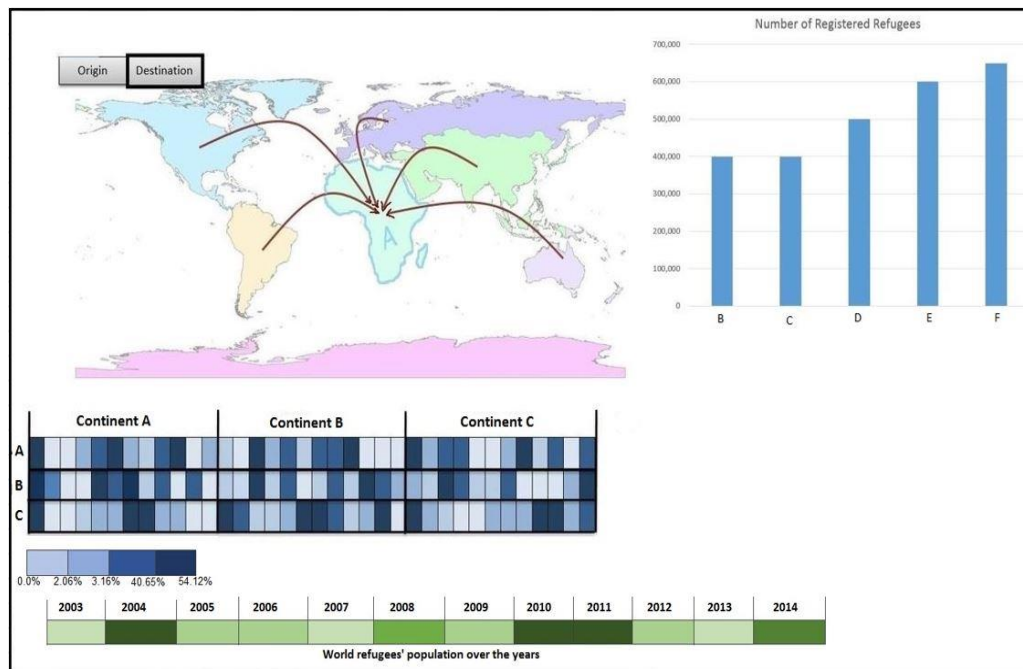 Number of Registered Refugees
Origin
Destination
700,000
600,000
500,000
400,000
300,000
200,000
100,000
0
B
C
D
E
F
A
Continent A
Continent B
Continent C
A
B
C
0.0% 2.06% 3.16% 40.65% 54.12%
2003 2004 2005 2006 2007 2008 2009 2010 2011 2012 2013 2014
World refugees' population over the years